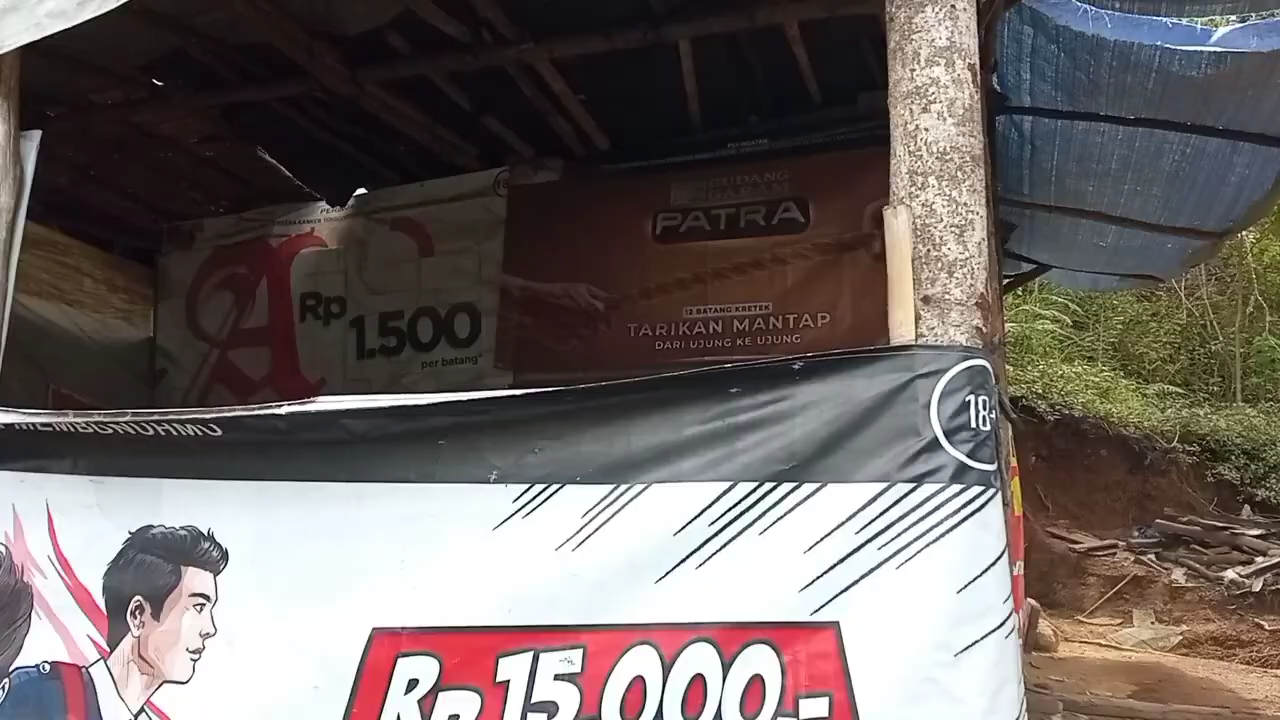 PERINGATAN
GUDANG
GARAM
PATRA
12 BATANG KRETEK
TARIKAN MANTAP
DARI UJUNG KE UJUNG
A
Rp
1.500
per batang*
MEMBUNUHMU
18+
Rp 15.000,-